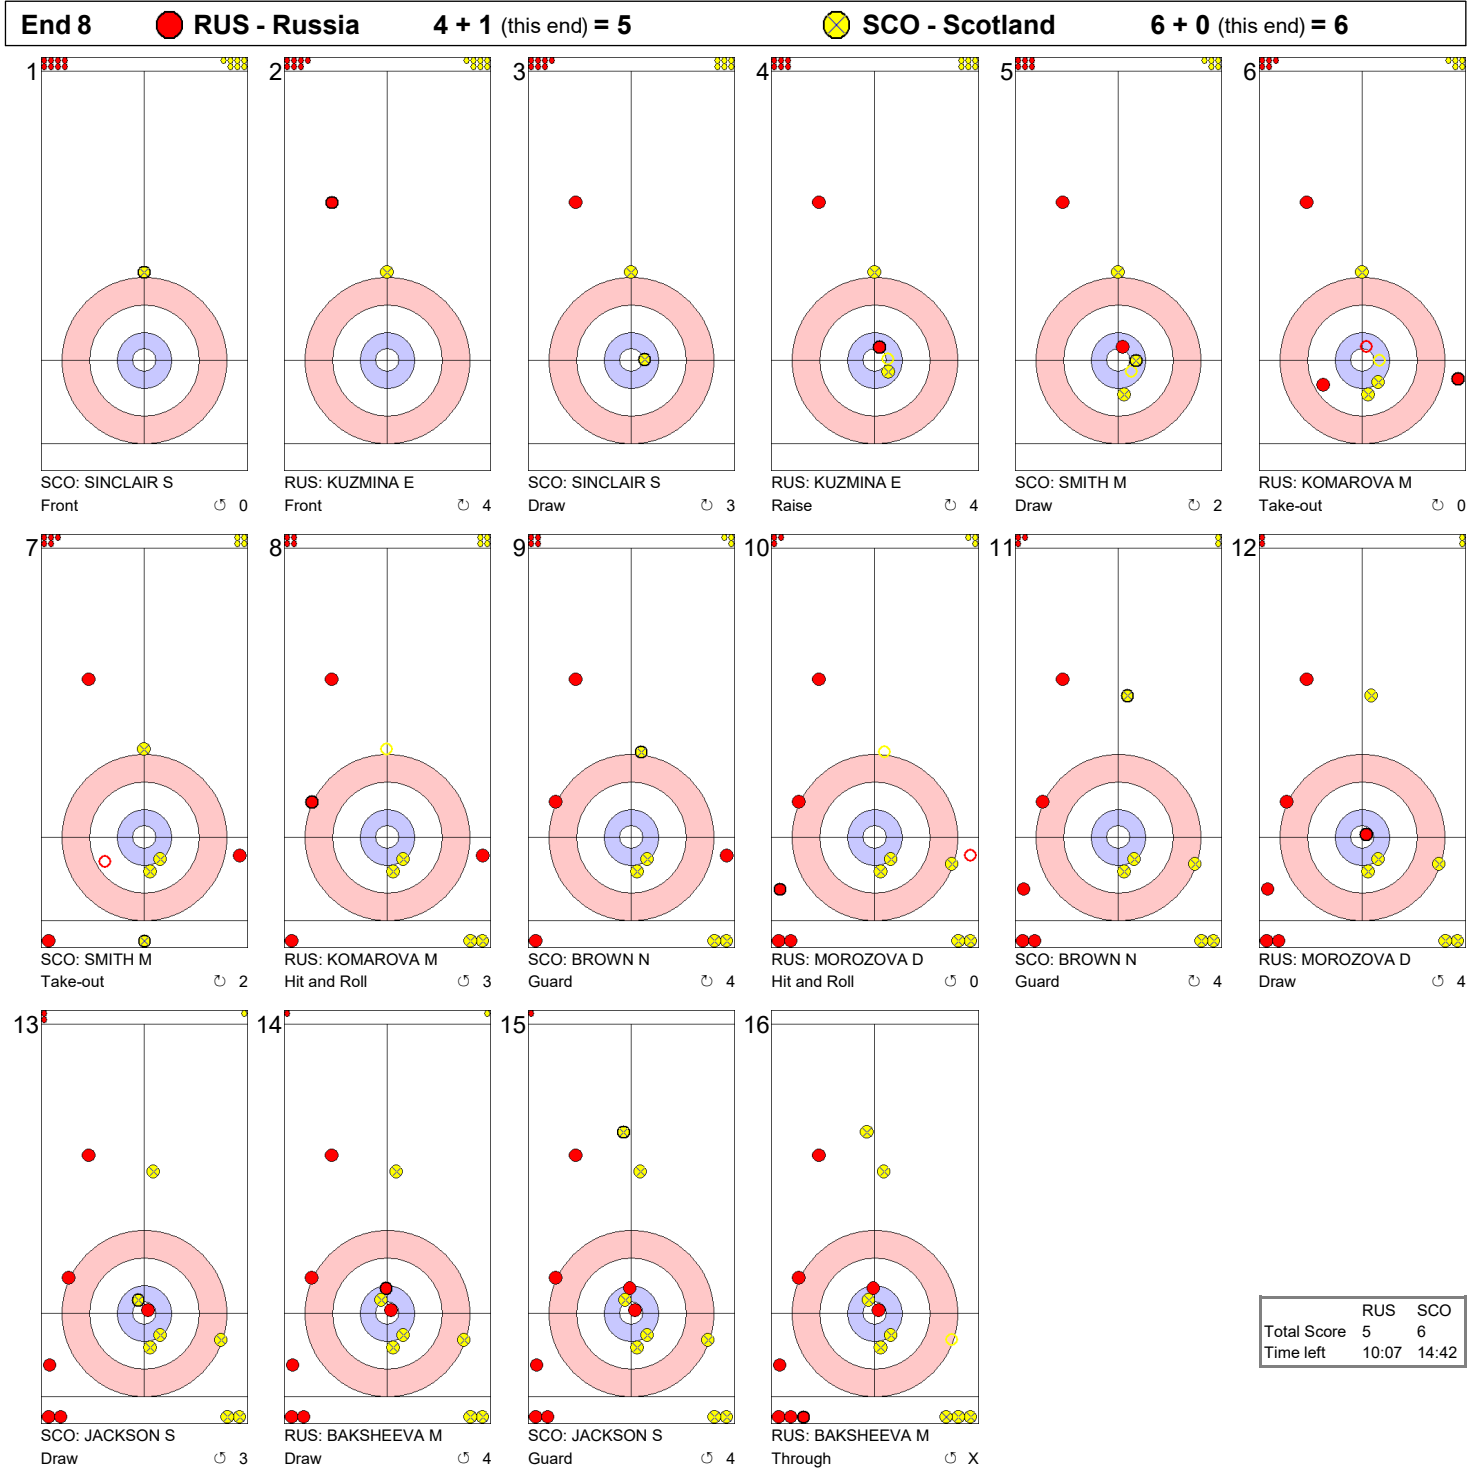 End 8 RUS - Russia 4 + 1 (this end) = 5 SCO - Scotland 6 + 0 (this end) = 6
1 2 3 4 5 6
SCO: SINCLAIR S RUS: KUZMINA E SCO: SINCLAIR S RUS: KUZMINA E SCO: SMITH M RUS: KOMAROVA M
Front ↺ 0 Front ↻ 4 Draw ↻ 3 Raise ↻ 4 Draw ↻ 2 Take-out ↻ 0
7 8 9 10 11 12
SCO: SMITH M RUS: KOMAROVA M SCO: BROWN N RUS: MOROZOVA D SCO: BROWN N RUS: MOROZOVA D
Take-out ↻ 2 Hit and Roll ↺ 3 Guard ↻ 4 Hit and Roll ↺ 0 Guard ↻ 4 Draw ↺ 4
13 14 15 16
SCO: JACKSON S RUS: BAKSHEEVA M SCO: JACKSON S RUS: BAKSHEEVA M
Draw ↺ 3 Draw ↺ 4 Guard ↺ 4 Through ↺ X
RUS SCO
Total Score 5 6
Time left 10:07 14:42